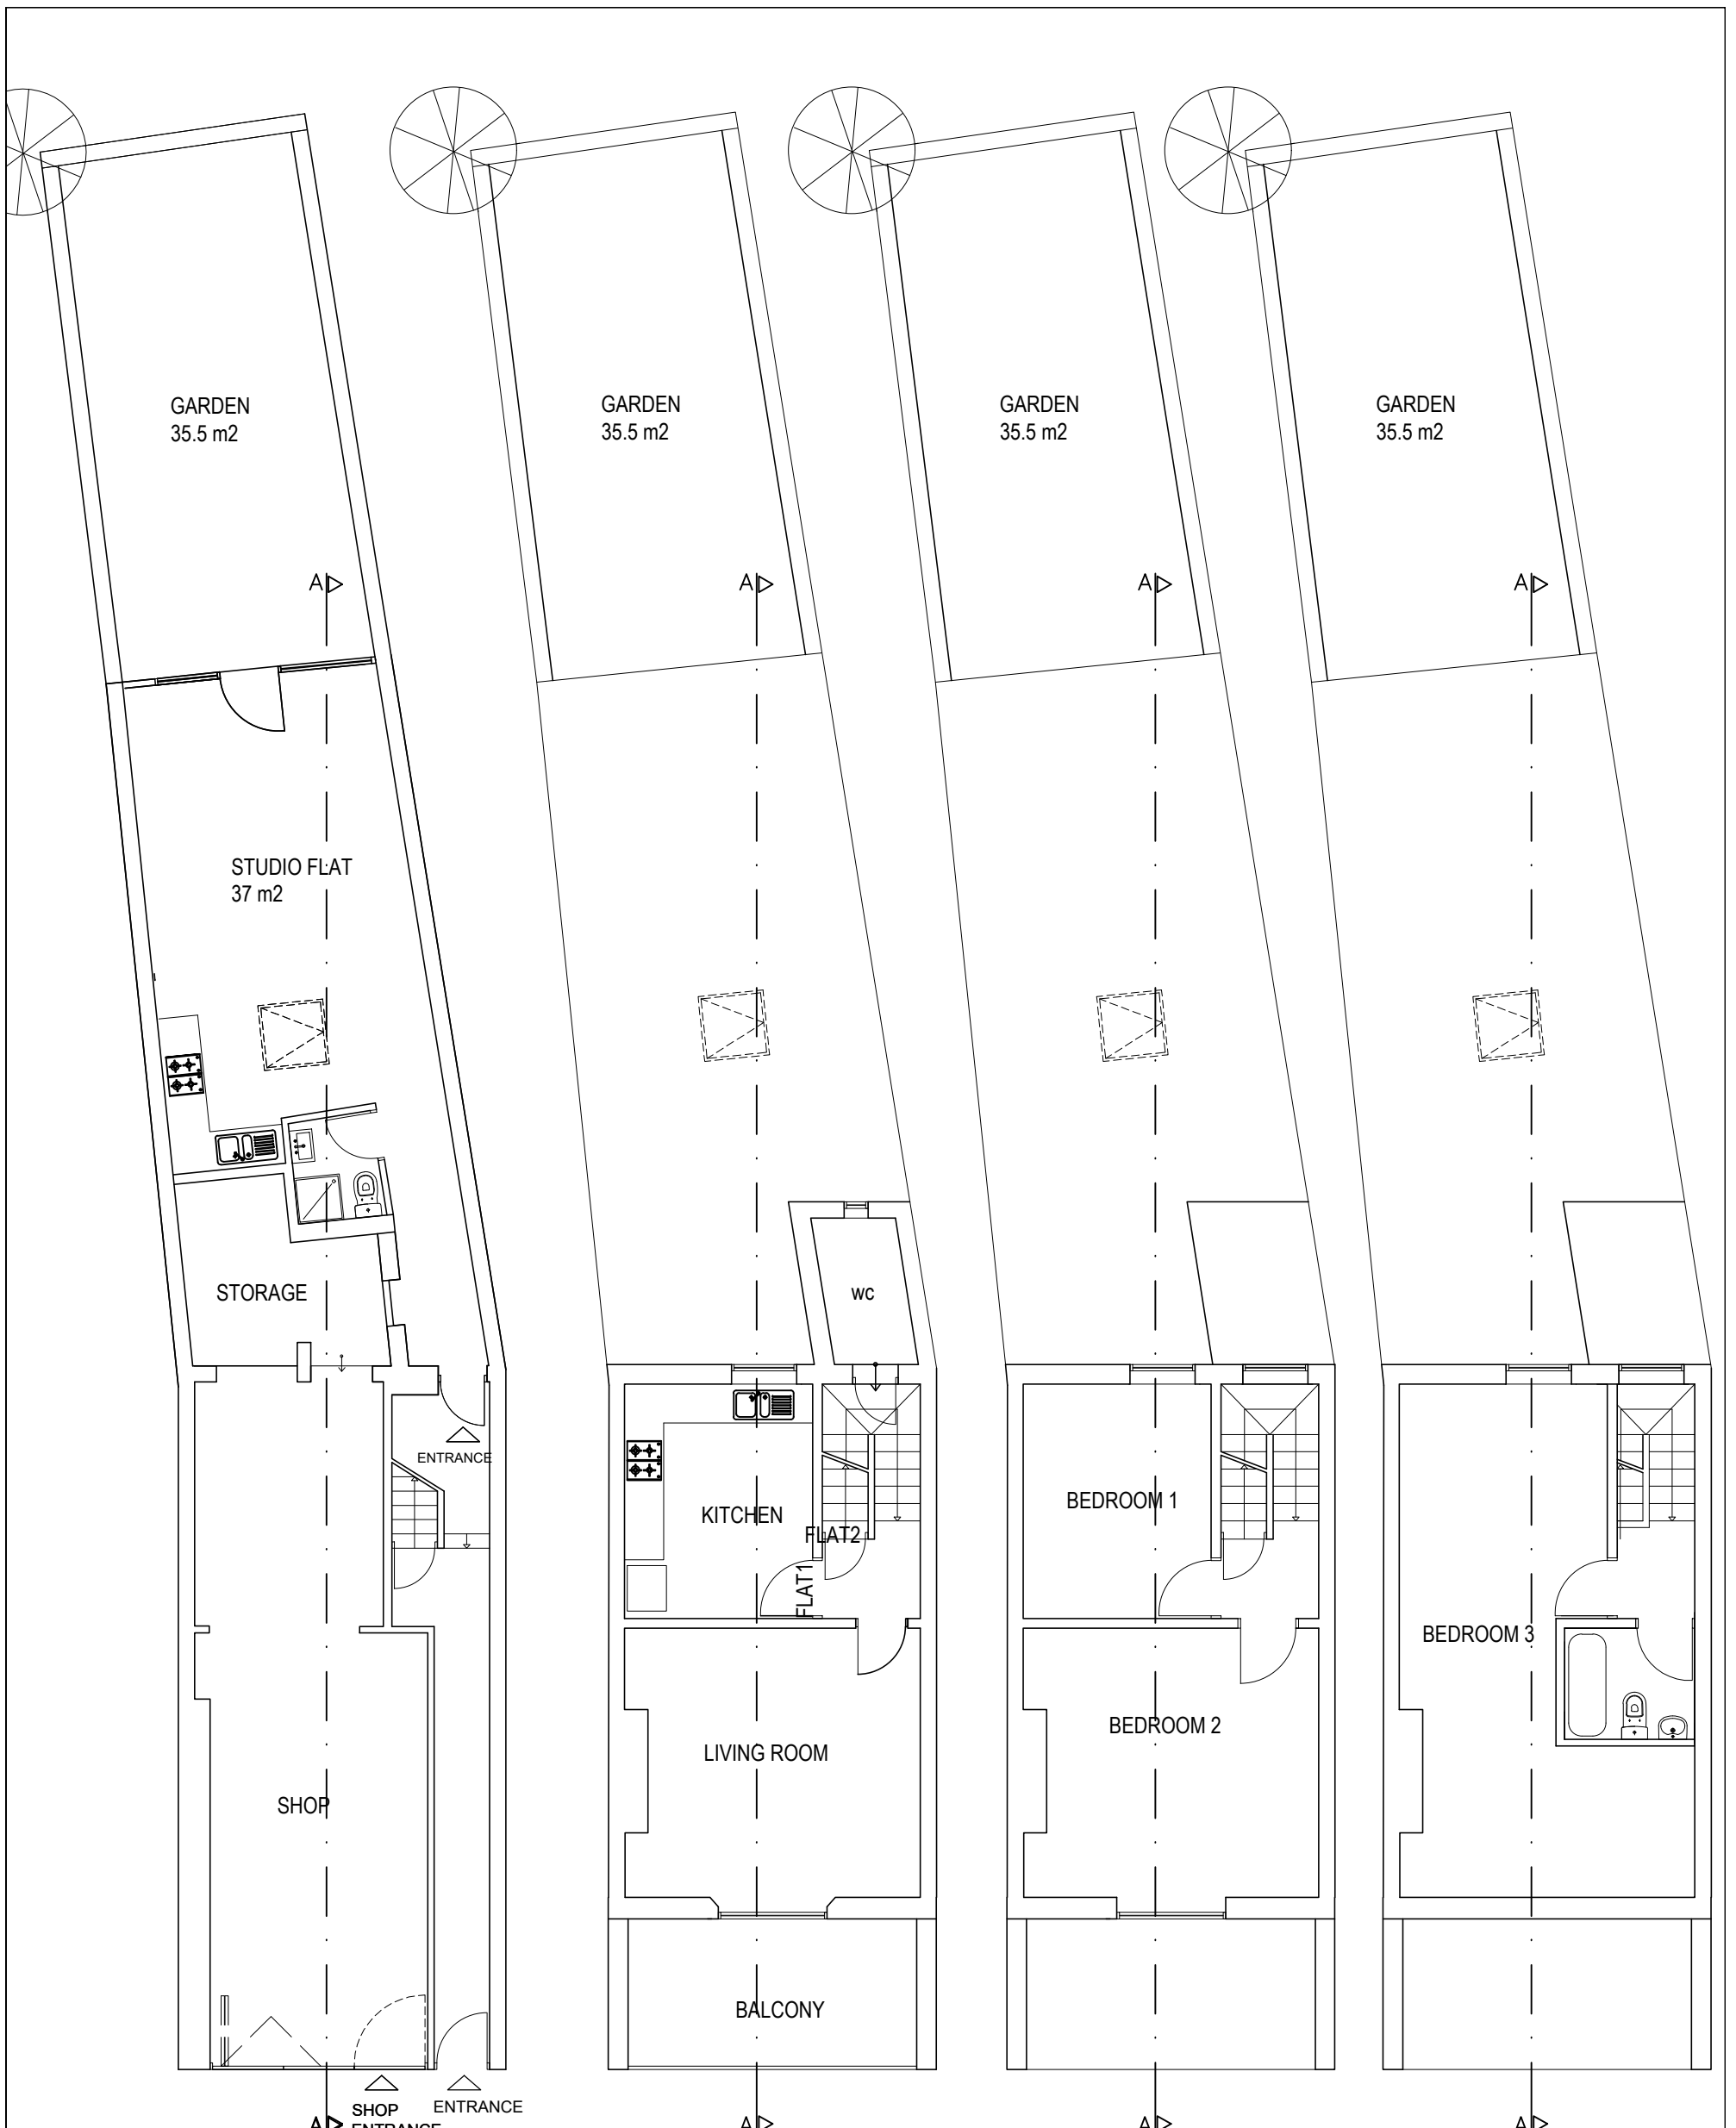 GARDEN
35.5 m2
GARDEN
35.5 m2
GARDEN
35.5 m2
GARDEN
35.5 m2
A
A
A
A
STUDIO FLAT
37 m2
STORAGE
WC
ENTRANCE
KITCHEN
FLAT2
FLAT1
BEDROOM 1
BEDROOM 3
BEDROOM 2
LIVING ROOM
SHOP
BALCONY
SHOP
ENTRANCE
ENTRANCE
A
A
A
A